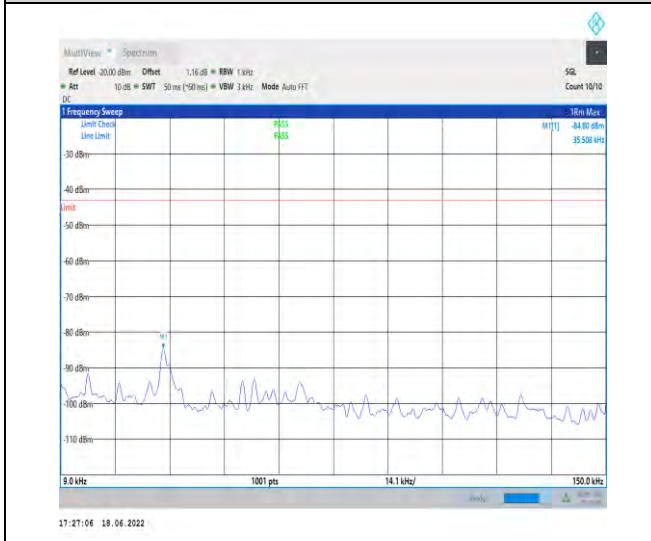 MultiView Spectrum
Ref Level -20.00 dBm Offset 1.16 dB RBW 1 kHz SGL
Att 10 dB SWT 50 ms (~60 ms) VBW 3 kHz Mode Auto FFT Count 10/10
DC
1 Frequency Sweep 1Rm Max
Limit Check PASS M1[1] -84.80 dBm
Line Limit PASS 35.508 kHz
-30 dBm
-40 dBm
Limit
-50 dBm
-60 dBm
-70 dBm
-80 dBm
M1
-90 dBm
-100 dBm
-110 dBm
9.0 kHz 1001 pts 14.1 kHz/ 150.0 kHz
Ready
17:27:06 18.06.2022